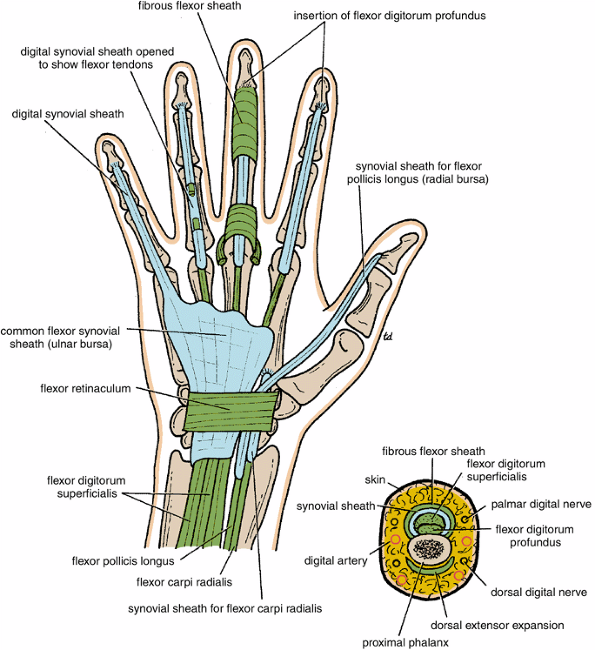 fibrous flexor sheath
insertion of flexor digitorum profundus
digital synovial sheath opened
to show flexor tendons
digital synovial sheath
synovial sheath for flexor
pollicis longus (radial bursa)
common flexor synovial
sheath (ulnar bursa)
td
flexor retinaculum
flexor digitorum
superficialis
flexor pollicis longus
flexor carpi radialis
synovial sheath for flexor carpi radialis
fibrous flexor sheath
flexor digitorum
superficialis
skin
synovial sheath
palmar digital nerve
flexor digitorum
profundus
digital artery
dorsal digital nerve
dorsal extensor expansion
proximal phalanx